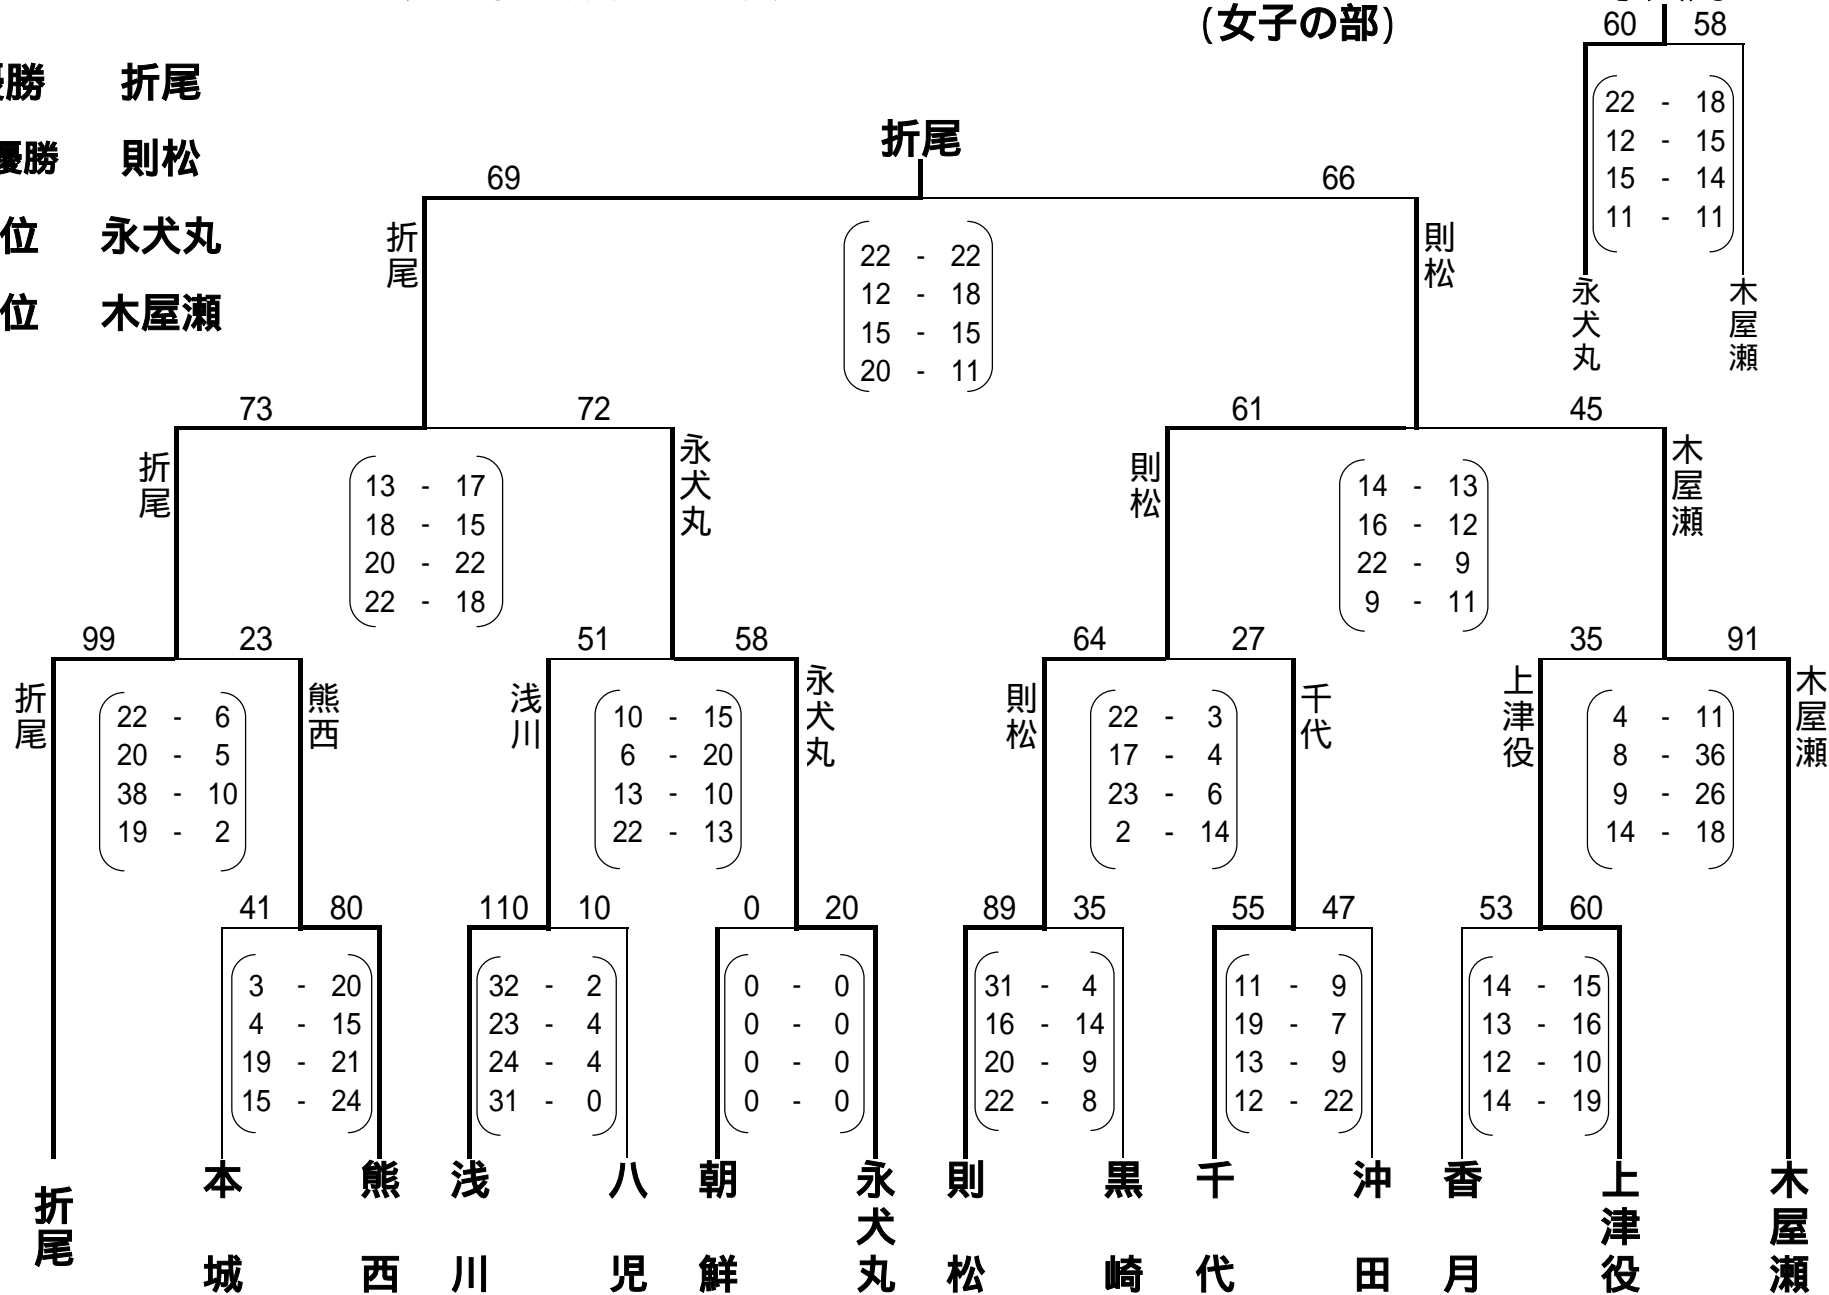 (女子の部)
60 58
勝 折尾
優勝 則松
位 永犬丸
位 木屋瀬
22 - 18
12 - 15
15 - 14
11 - 11
永犬丸
木屋瀬
折尾
69 66
折尾
則松
22 - 22
12 - 18
15 - 15
20 - 11
73 72
折尾
永犬丸
13 - 17
18 - 15
20 - 22
22 - 18
61 45
則松
木屋瀬
14 - 13
16 - 12
22 - 9
9 - 11
99 23
折尾
熊西
22 - 6
20 - 5
38 - 10
19 - 2
51 58
浅川
永犬丸
10 - 15
6 - 20
13 - 10
22 - 13
64 27
則松
千代
22 - 3
17 - 4
23 - 6
2 - 14
35 91
上津役
木屋瀬
4 - 11
8 - 36
9 - 26
14 - 18
41 80
3 - 20
4 - 15
19 - 21
15 - 24
110 10
32 - 2
23 - 4
24 - 4
31 - 0
0 20
0 - 0
0 - 0
0 - 0
0 - 0
89 35
31 - 4
16 - 14
20 - 9
22 - 8
55 47
11 - 9
19 - 7
13 - 9
12 - 22
53 60
14 - 15
13 - 16
12 - 10
14 - 19
折尾
本城
熊西
浅川
八児
朝鮮
永犬丸
則松
黒崎
千代
沖田
香月
上津役
木屋瀬